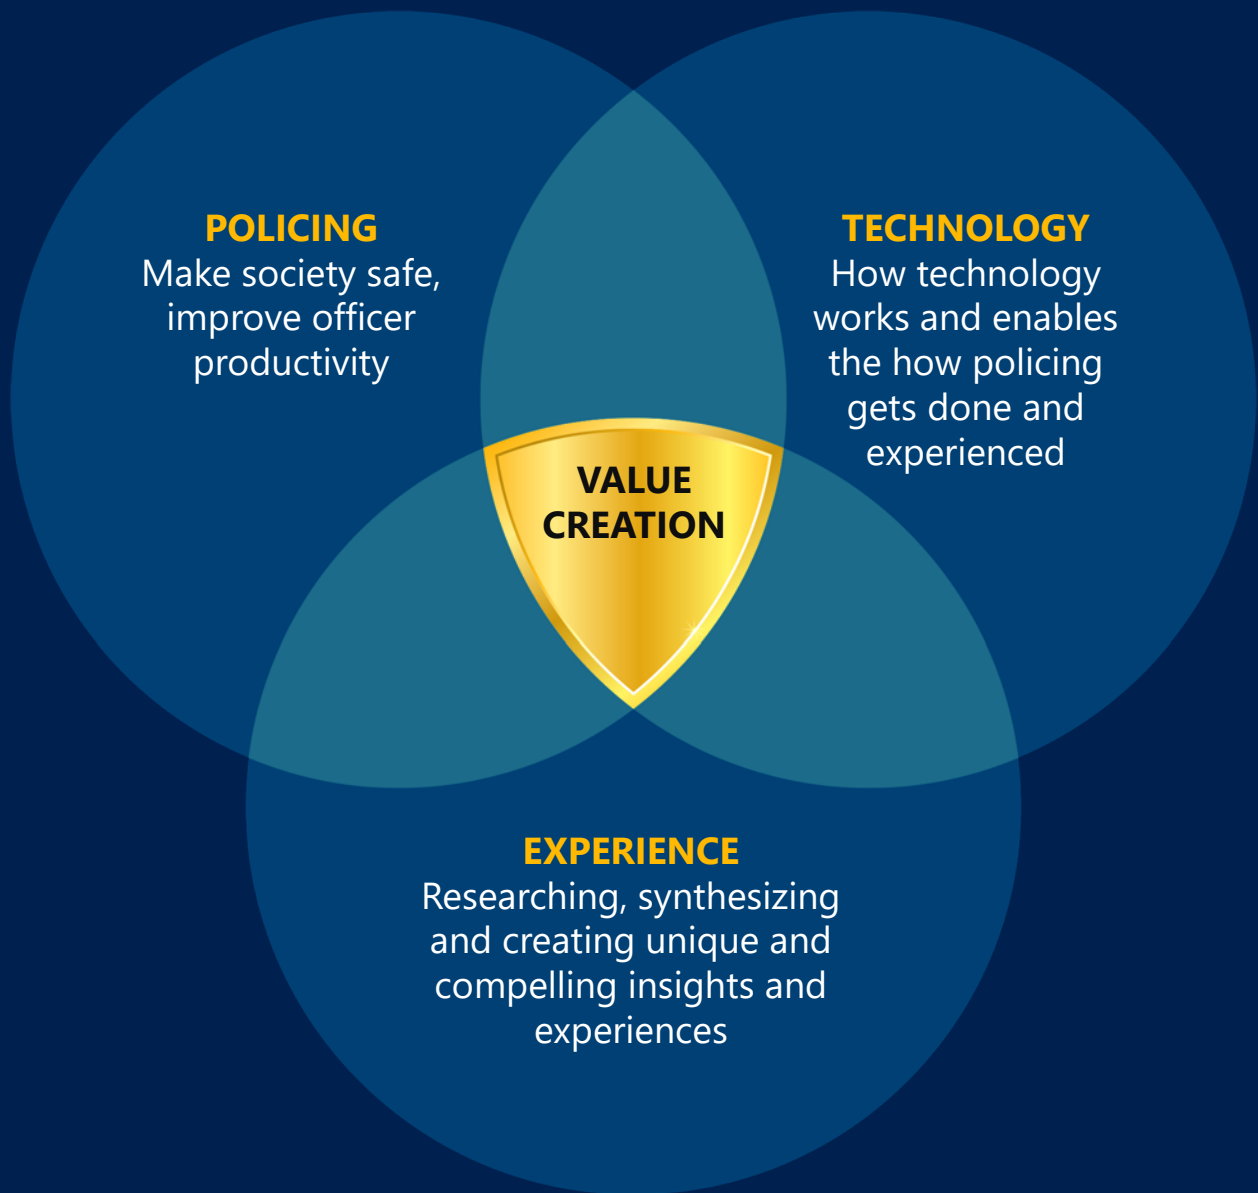 POLICING
Make society safe,
improve officer
productivity
TECHNOLOGY
How technology
works and enables
the how policing
gets done and
experienced
VALUE
CREATION
EXPERIENCE
Researching, synthesizing
and creating unique and
compelling insights and
experiences